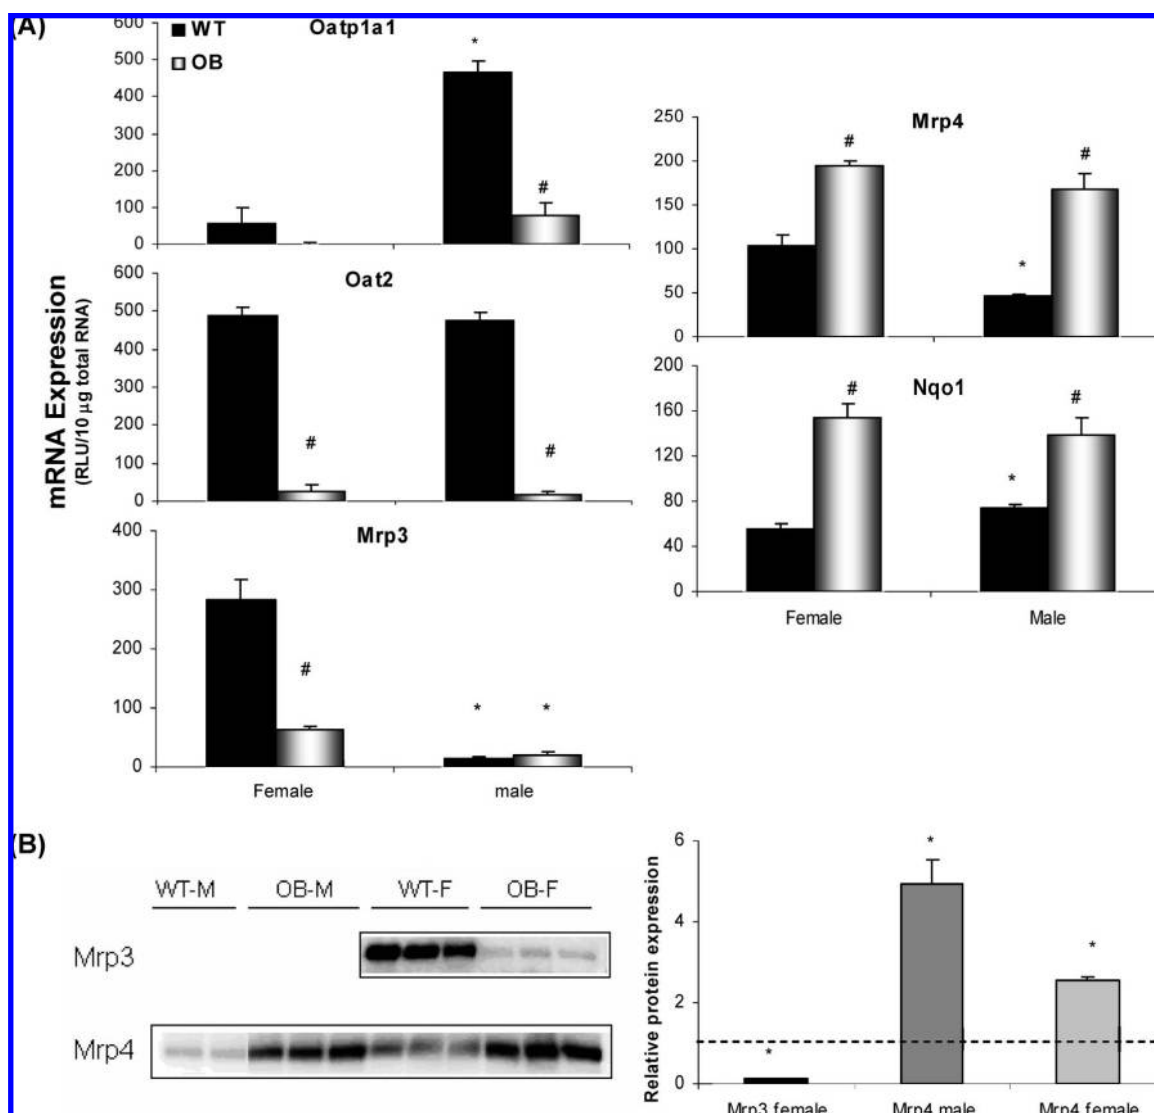 (A)
600
500
400
300
200
100
0
WT
OB
Oatp1a1
*
#
mRNA Expression
(RLU/10 µg total RNA)
600
500
400
300
200
100
0
Oat2
#
#
400
300
200
100
0
Mrp3
#
*
*
Female
male
250
200
150
100
50
0
Mrp4
#
*
#
200
160
120
80
40
0
Nqo1
#
*
#
Female
Male
(B)
WT-M
OB-M
WT-F
OB-F
Mrp3
Mrp4
Relative protein expression
6
4
2
0
*
*
*
Mrp3 female
Mrp4 male
Mrp4 female